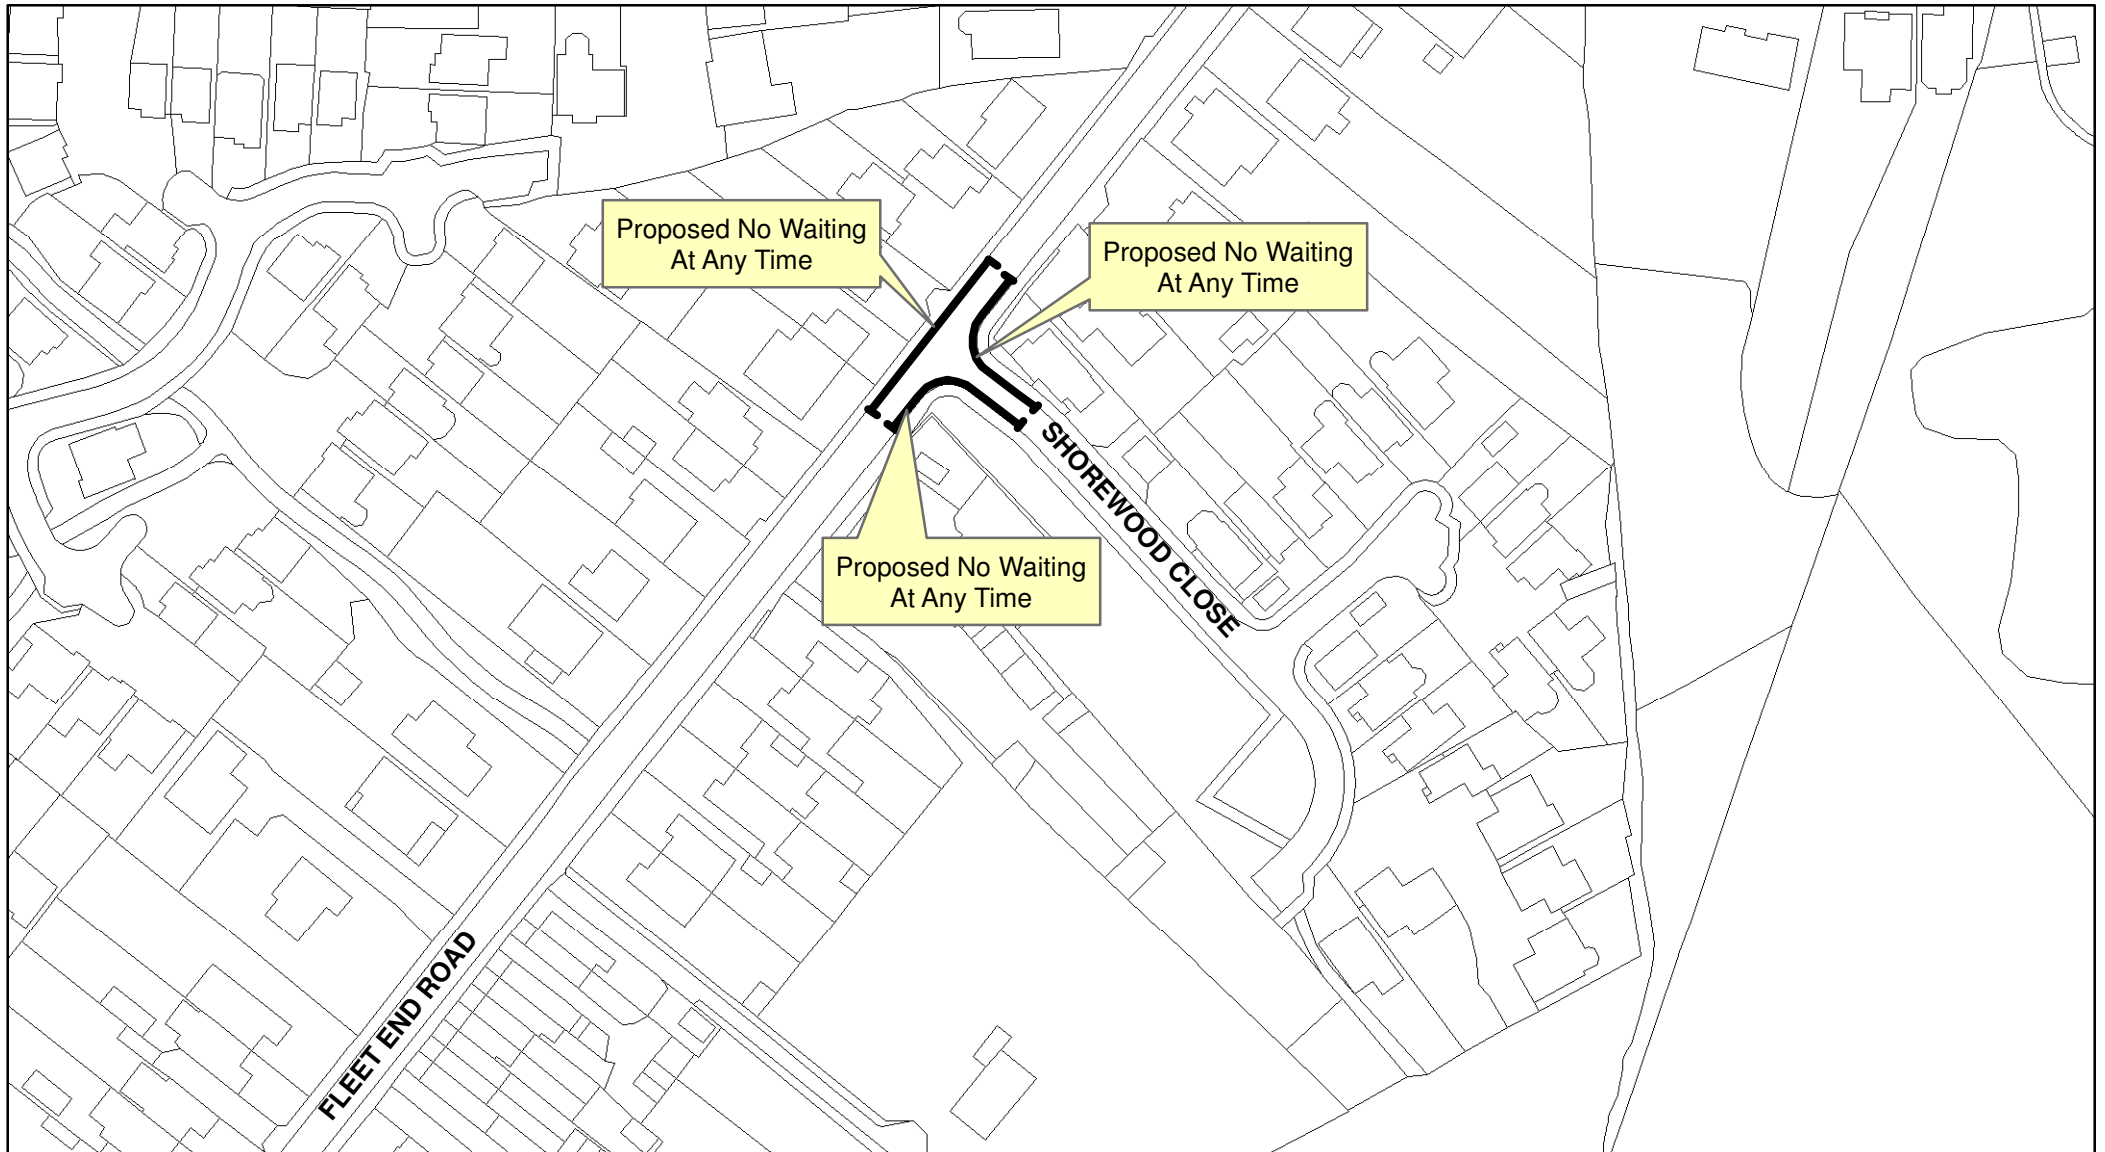 Proposed No Waiting
At Any Time
Proposed No Waiting
At Any Time
Proposed No Waiting
At Any Time
SHOREWOOD CLOSE
FLEET END ROAD